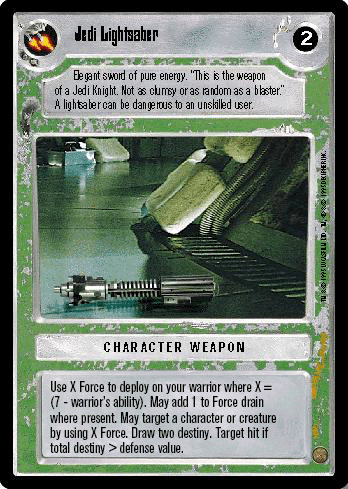 Jedi Lightsaber
2
Elegant sword of pure energy. "This is the weapon
of a Jedi Knight. Not as clumsy or as random as a blaster."
A lightsaber can be dangerous to an unskilled user.
CHARACTER WEAPON
Use X Force to deploy on your warrior where X =
(7 - warrior's ability). May add 1 to Force drain
where present. May target a character or creature
by using X Force. Draw two destiny. Target hit if
total destiny > defense value.